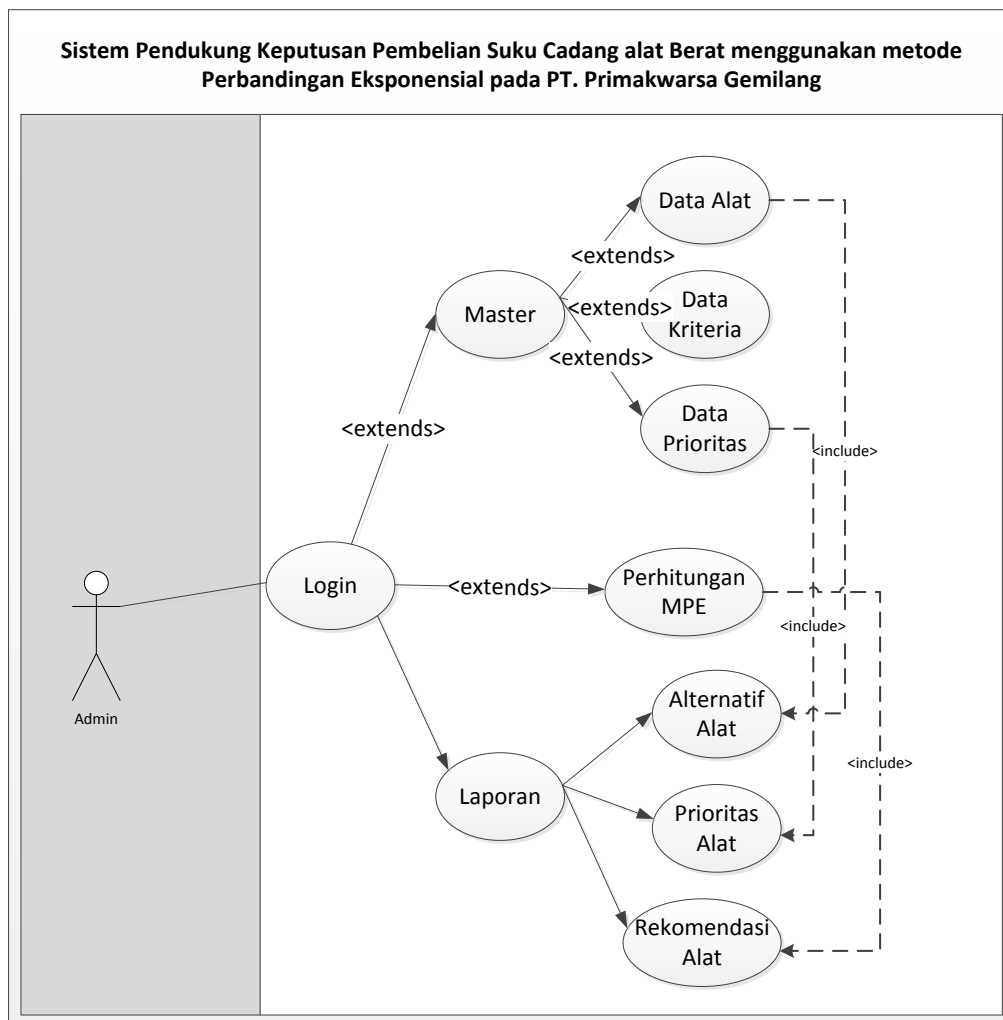 Sistem Pendukung Keputusan Pembelian Suku Cadang alat Berat menggunakan metode
Perbandingan Eksponensial pada PT. Primakwarsa Gemilang
Data Alat
<extends>
Master
<extends>
Data
Kriteria
<extends>
Data
Prioritas
<extends>
<include>
Login
<extends>
Perhitungan
MPE
<include>
Admin
Alternatif
Alat
<include>
Laporan
Prioritas
Alat
Rekomendasi
Alat